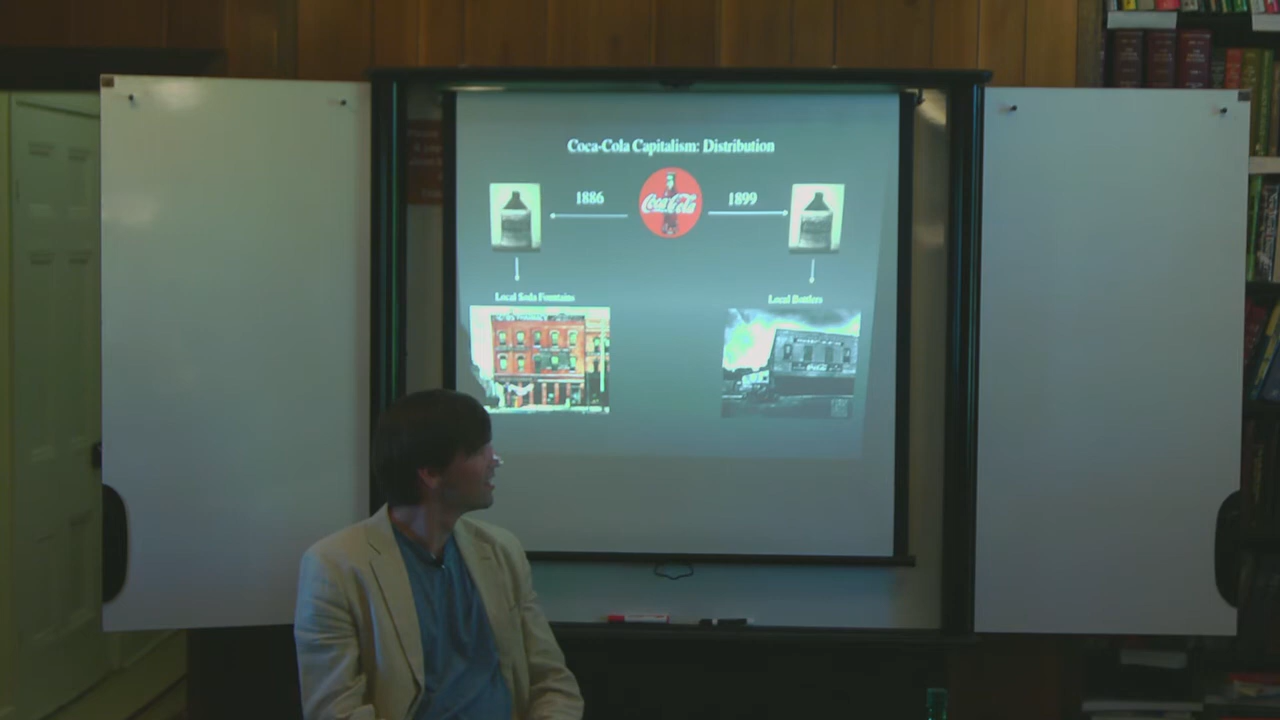 Coca-Cola Capitalism: Distribution
1886
Coca-Cola
1899
Local Soda Fountains
Local Bottlers